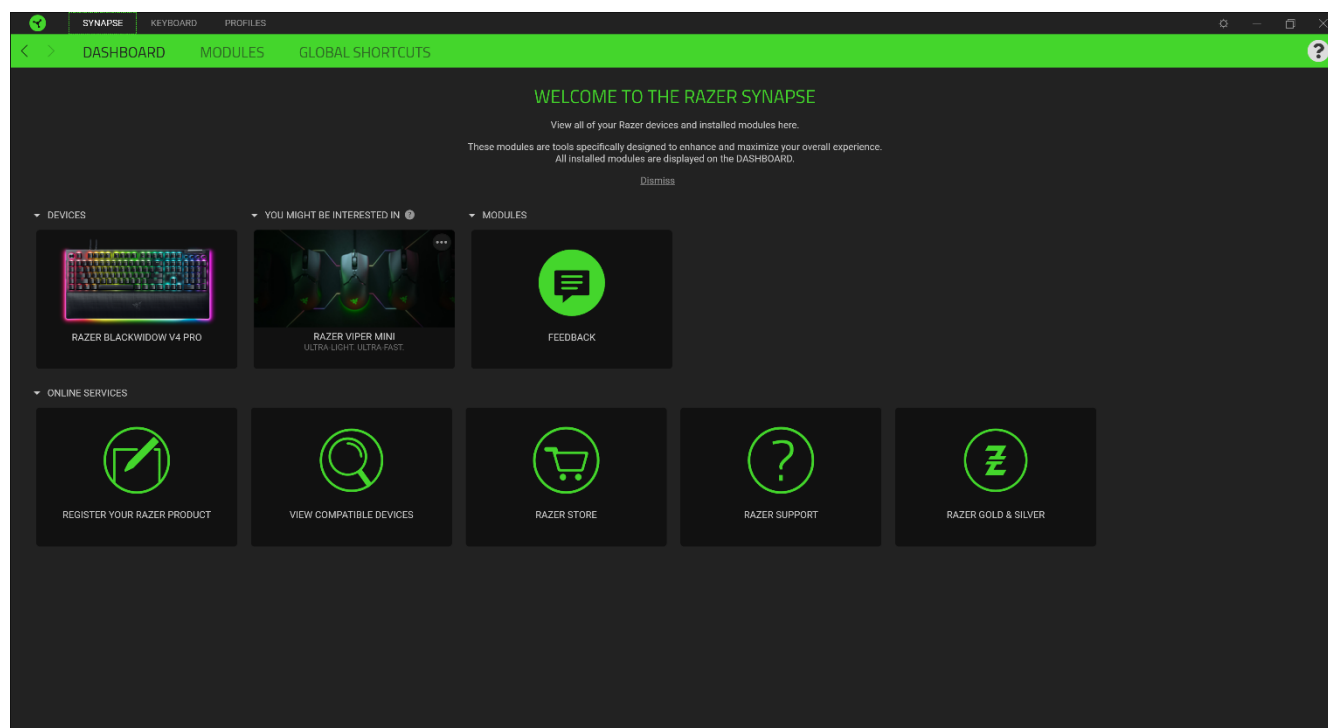 SYNAPSE KEYBOARD PROFILES
DASHBOARD MODULES GLOBAL SHORTCUTS ?
WELCOME TO THE RAZER SYNAPSE
View all of your Razer devices and installed modules here.
These modules are tools specifically designed to enhance and maximize your overall experience.
All installed modules are displayed on the DASHBOARD.
Dismiss
DEVICES
YOU MIGHT BE INTERESTED IN ?
MODULES
RAZER BLACKWIDOW V4 PRO
RAZER VIPER MINI
ULTRA-LIGHT. ULTRA-FAST.
FEEDBACK
ONLINE SERVICES
REGISTER YOUR RAZER PRODUCT
VIEW COMPATIBLE DEVICES
RAZER STORE
?
RAZER SUPPORT
RAZER GOLD & SILVER